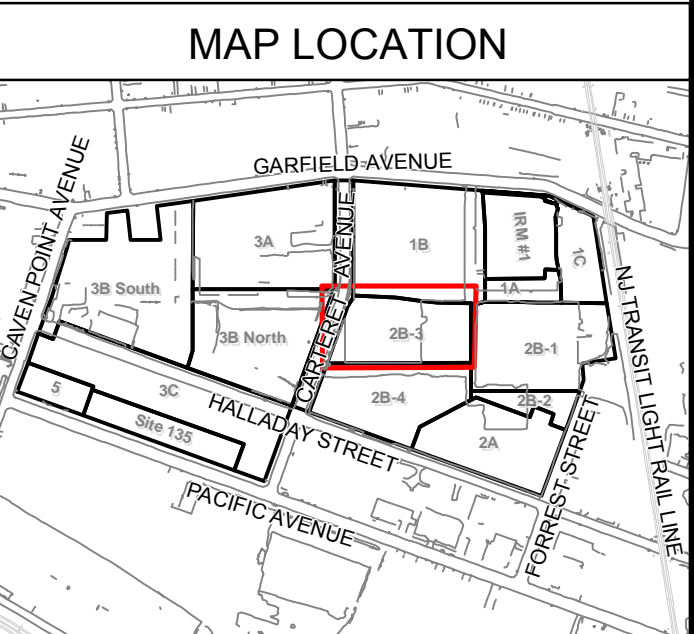 MAP LOCATION
GARFIELD AVENUE
CAVEN POINT AVENUE
CARTERET AVENUE
3A
1B
IRM #1
1C
1A
3B South
3B North
2B-3
2B-1
NJ TRANSIT LIGHT RAIL LINE
5
3C
Site 135
HALLADAY STREET
2B-4
2B-2
2A
FORREST STREET
PACIFIC AVENUE